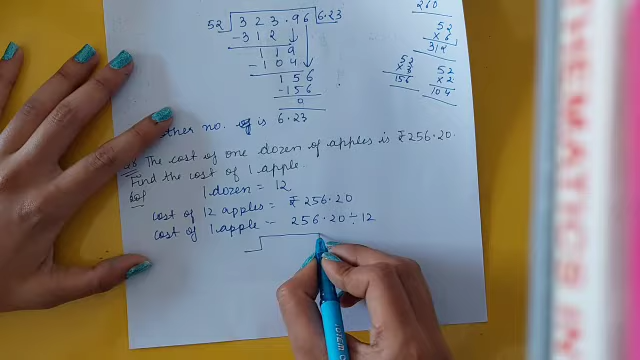 52 323.96 6.23
-312
119
-104
156
-156
0
260
52
×6
312
52
×3
156
52
×2
104
other no. is 6.23
The cost of one dozen of apples is ₹256.20.
Find the cost of 1 apple.
Sol
1 dozen = 12
cost of 12 apples = ₹256.20
cost of 1 apple = 256.20÷12
HEMATICS IN